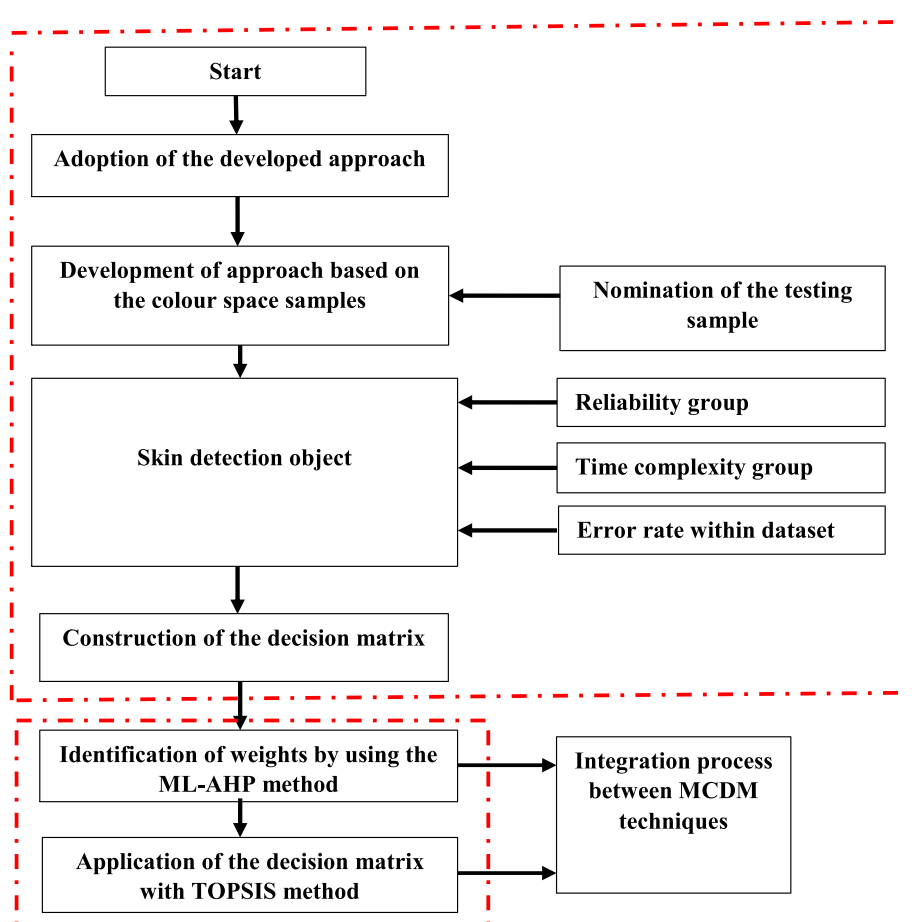 Start
Adoption of the developed approach
Development of approach based on
the colour space samples
Nomination of the testing
sample
Reliability group
Skin detection object
Time complexity group
Error rate within dataset
Construction of the decision matrix
Identification of weights by using the
ML-AHP method
Integration process
between MCDM
techniques
Application of the decision matrix
with TOPSIS method